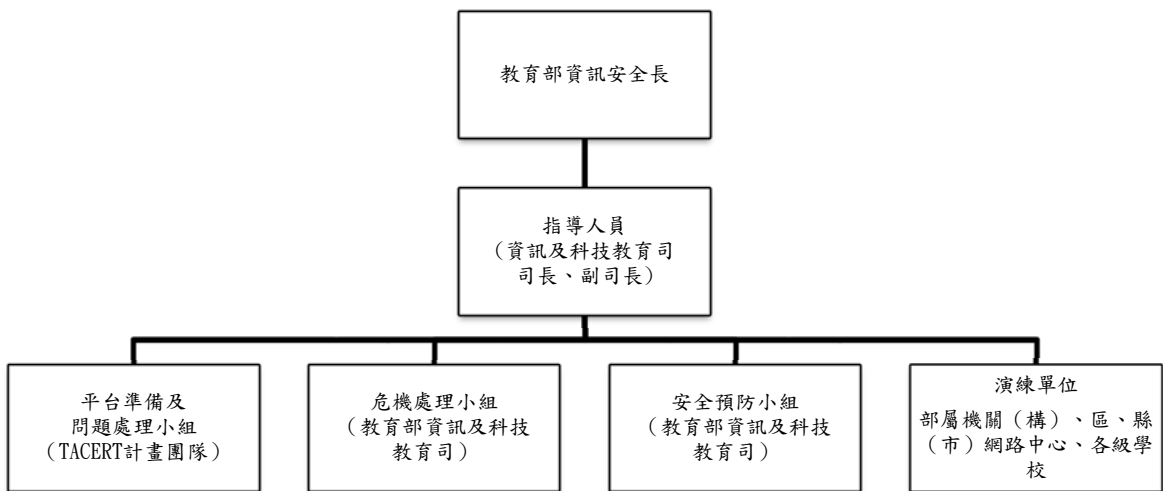 教育部資訊安全長
指導人員
（資訊及科技教育司
司長、副司長）
平台準備及
問題處理小組
（TACERT計畫團隊）
危機處理小組
（教育部資訊及科技
教育司）
安全預防小組
（教育部資訊及科技
教育司）
演練單位
部屬機關（構）、區、縣
（市）網路中心、各級學
校